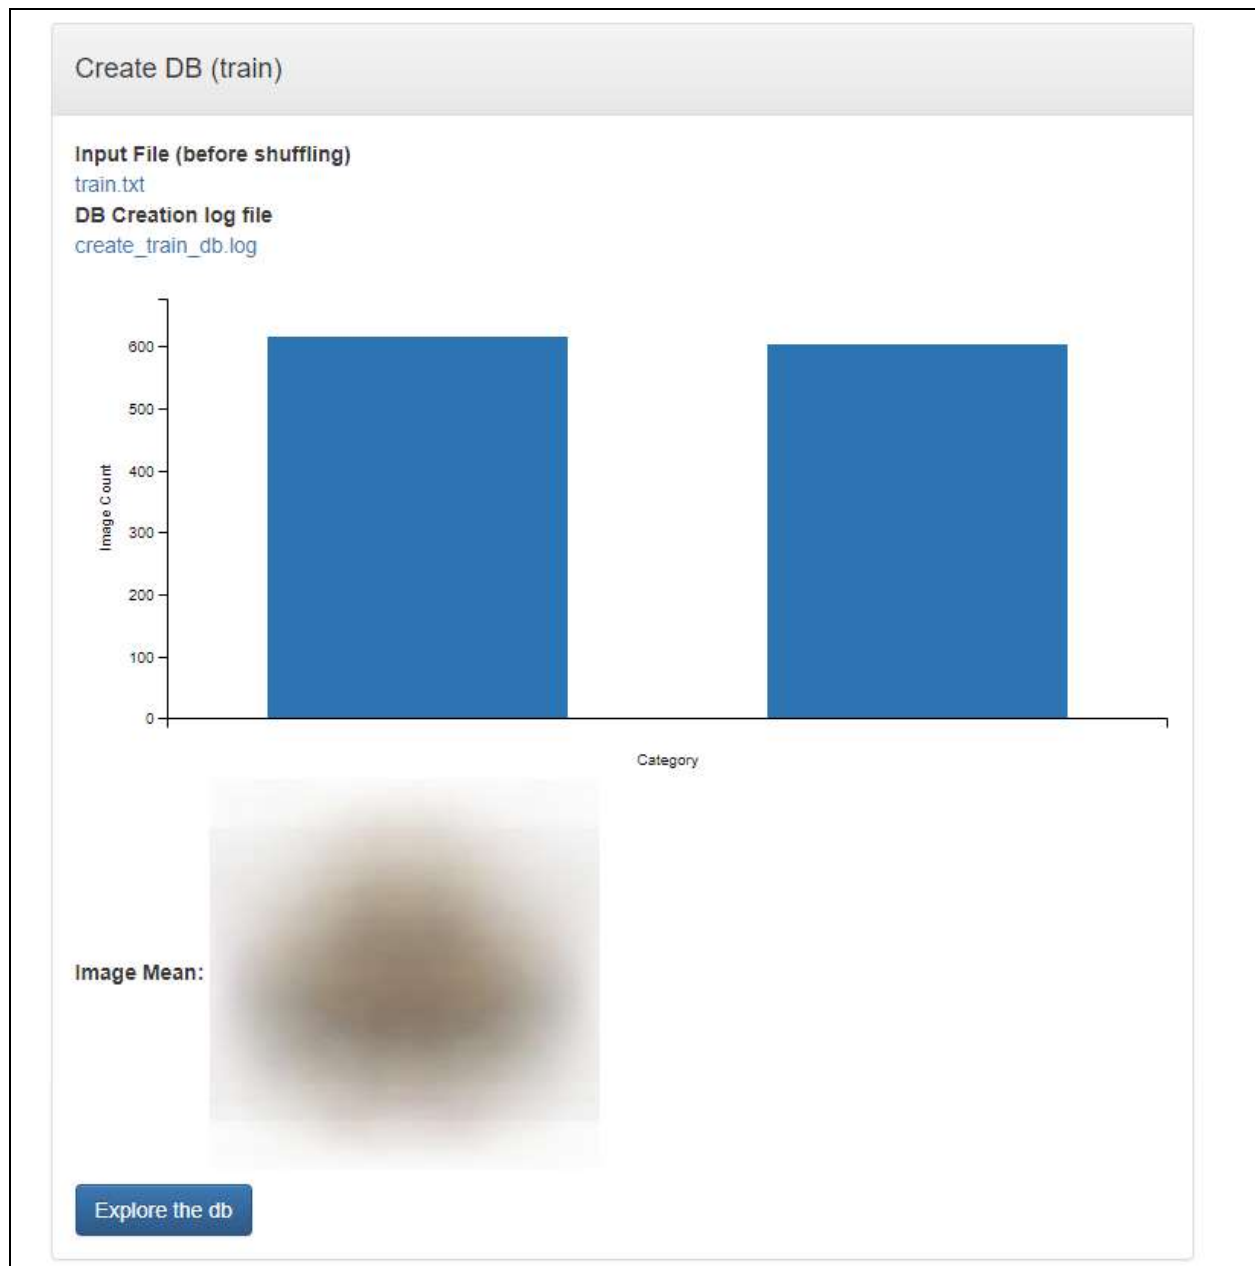 Create DB (train)
Input File (before shuffling)
train.txt
DB Creation log file
create_train_db.log
600
500
400
300
200
100
0
Image Count
Category
Image Mean:
Explore the db